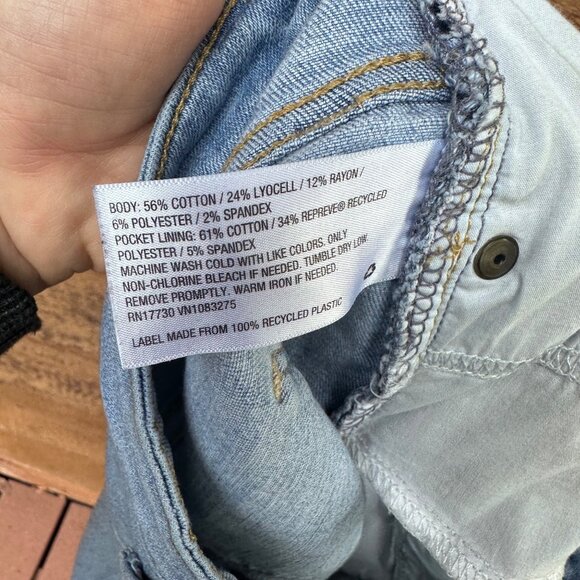 BODY: 56% COTTON / 24% LYOCELL / 12% RAYON /
6% POLYESTER / 2% SPANDEX
POCKET LINING: 61% COTTON / 34% REPREVE® RECYCLED
POLYESTER / 5% SPANDEX
MACHINE WASH COLD WITH LIKE COLORS. ONLY
NON-CHLORINE BLEACH IF NEEDED. TUMBLE DRY LOW
REMOVE PROMPTLY. WARM IRON IF NEEDED.
RN17730 VN1083275
LABEL MADE FROM 100% RECYCLED PLASTIC